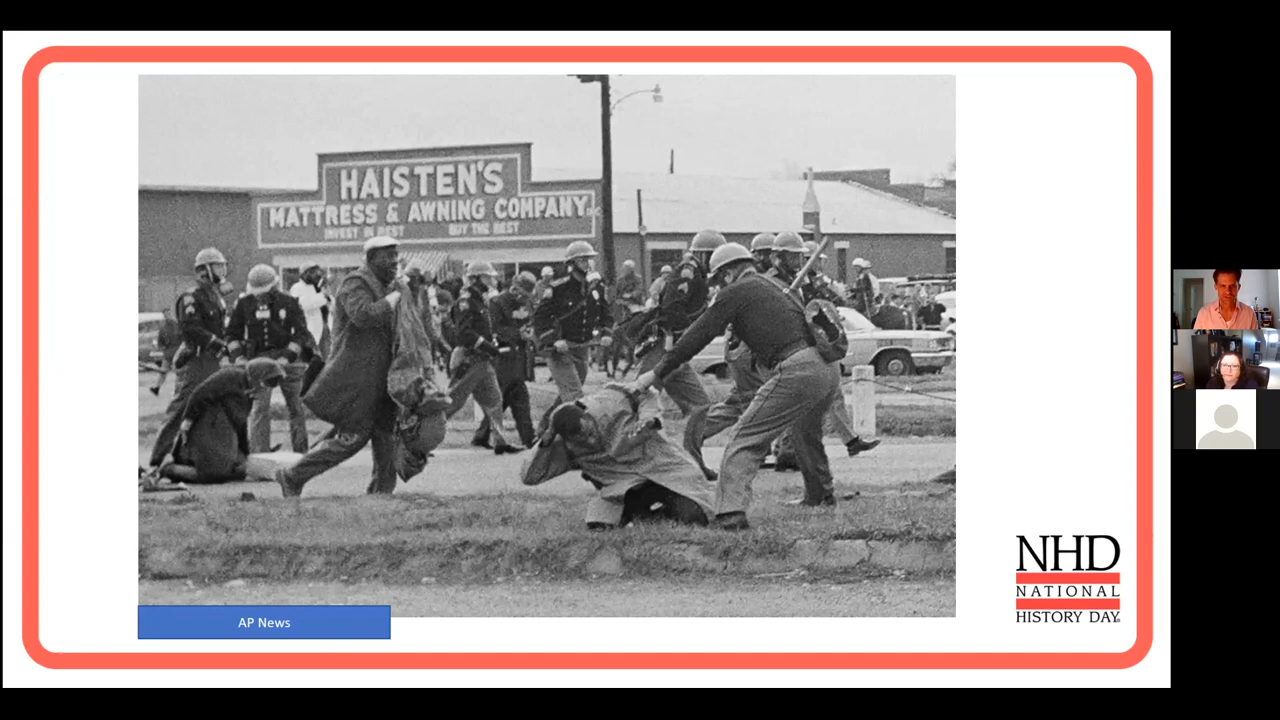 HAISTEN'S
MATTRESS & AWNING COMPANY
INVEST IN REST BUY THE BEST
AP News
NHD
NATIONAL
HISTORY DAY